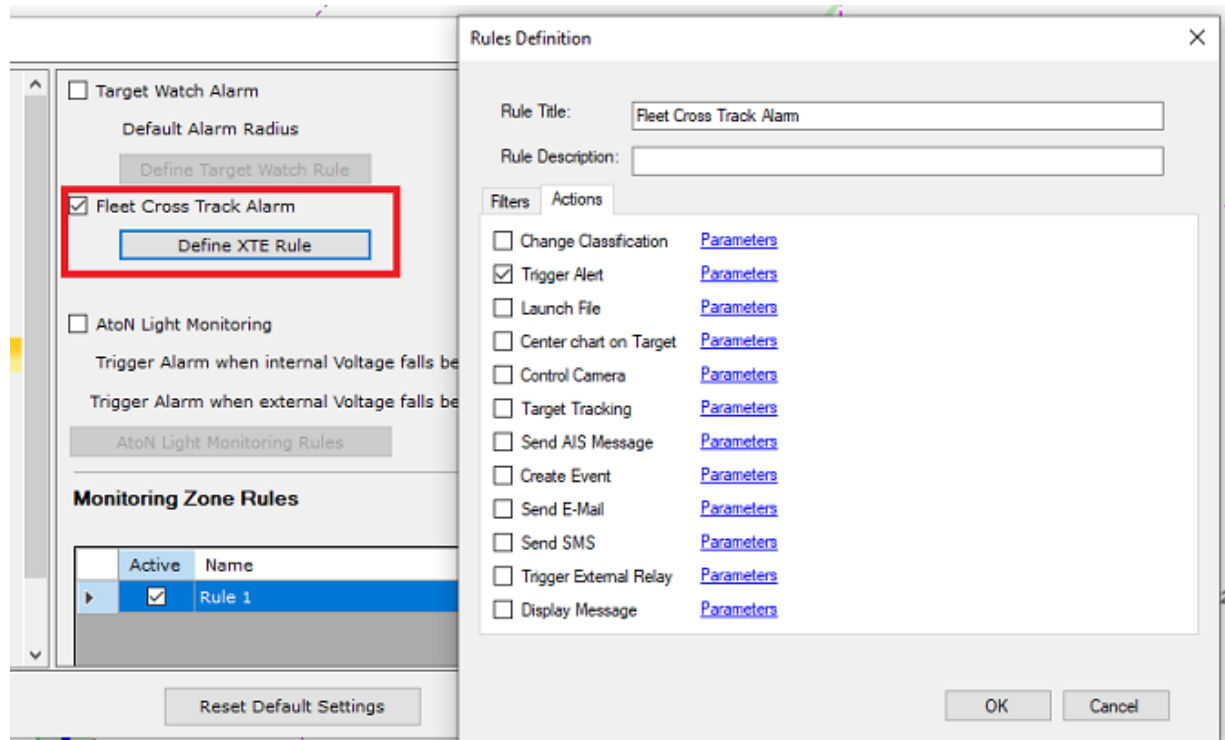 Target Watch Alarm
Default Alarm Radius
Define Target Watch Rule
Fleet Cross Track Alarm
Define XTE Rule
AtoN Light Monitoring
Trigger Alarm when internal Voltage falls be
Trigger Alarm when external Voltage falls be
AtoN Light Monitoring Rules
Monitoring Zone Rules
Active Name
Rule 1
Reset Default Settings
Rules Definition
Rule Title: Fleet Cross Track Alarm
Rule Description:
Filters Actions
Change Classification Parameters
Trigger Alert Parameters
Launch File Parameters
Center chart on Target Parameters
Control Camera Parameters
Target Tracking Parameters
Send AIS Message Parameters
Create Event Parameters
Send E-Mail Parameters
Send SMS Parameters
Trigger External Relay Parameters
Display Message Parameters
OK Cancel